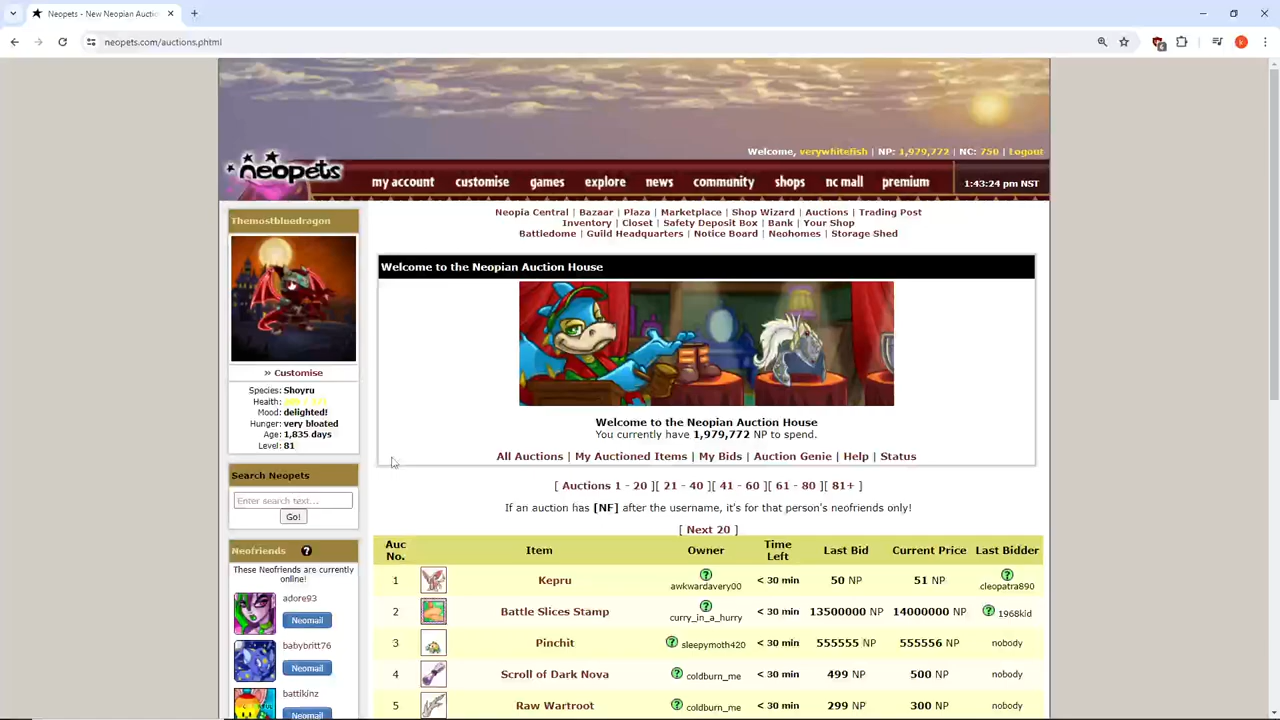 Neopets - New Neopian Auctio
neopets.com/auctions.phtml
Welcome, verywhitefish | NP: 1,979,772 | NC: 750 | Logout
neopets
my account customise games explore news community shops nc mall premium 1:43:24 pm NST
Neopia Central | Bazaar | Plaza | Marketplace | Shop Wizard | Auctions | Trading Post
Inventory | Closet | Safety Deposit Box | Bank | Your Shop
Battledome | Guild Headquarters | Notice Board | Neohomes | Storage Shed
Themostbluedragon
» Customise
Species: Shoyru
Health:
Mood: delighted!
Hunger: very bloated
Age: 1,835 days
Level: 81
Search Neopets
Enter search text...
Go!
Neofriends ?
These Neofriends are currently
online!
adore93
Neomail
babybritt76
Neomail
battikinz
Neomail
Welcome to the Neopian Auction House
Welcome to the Neopian Auction House
You currently have 1,979,772 NP to spend.
All Auctions | My Auctioned Items | My Bids | Auction Genie | Help | Status
[ Auctions 1 - 20 ][ 21 - 40 ][ 41 - 60 ][ 61 - 80 ][ 81+ ]
If an auction has [NF] after the username, it's for that person's neofriends only!
[ Next 20 ]
Auc No. Item Owner Time Left Last Bid Current Price Last Bidder
1 Kepru awkwardavery00 < 30 min 50 NP 51 NP cleopatra890
2 Battle Slices Stamp curry_in_a_hurry < 30 min 13500000 NP 14000000 NP 1968kid
3 Pinchit sleepymoth420 < 30 min 555555 NP 555556 NP nobody
4 Scroll of Dark Nova coldburn_me < 30 min 499 NP 500 NP nobody
5 Raw Wartroot coldburn_me < 30 min 299 NP 300 NP nobody